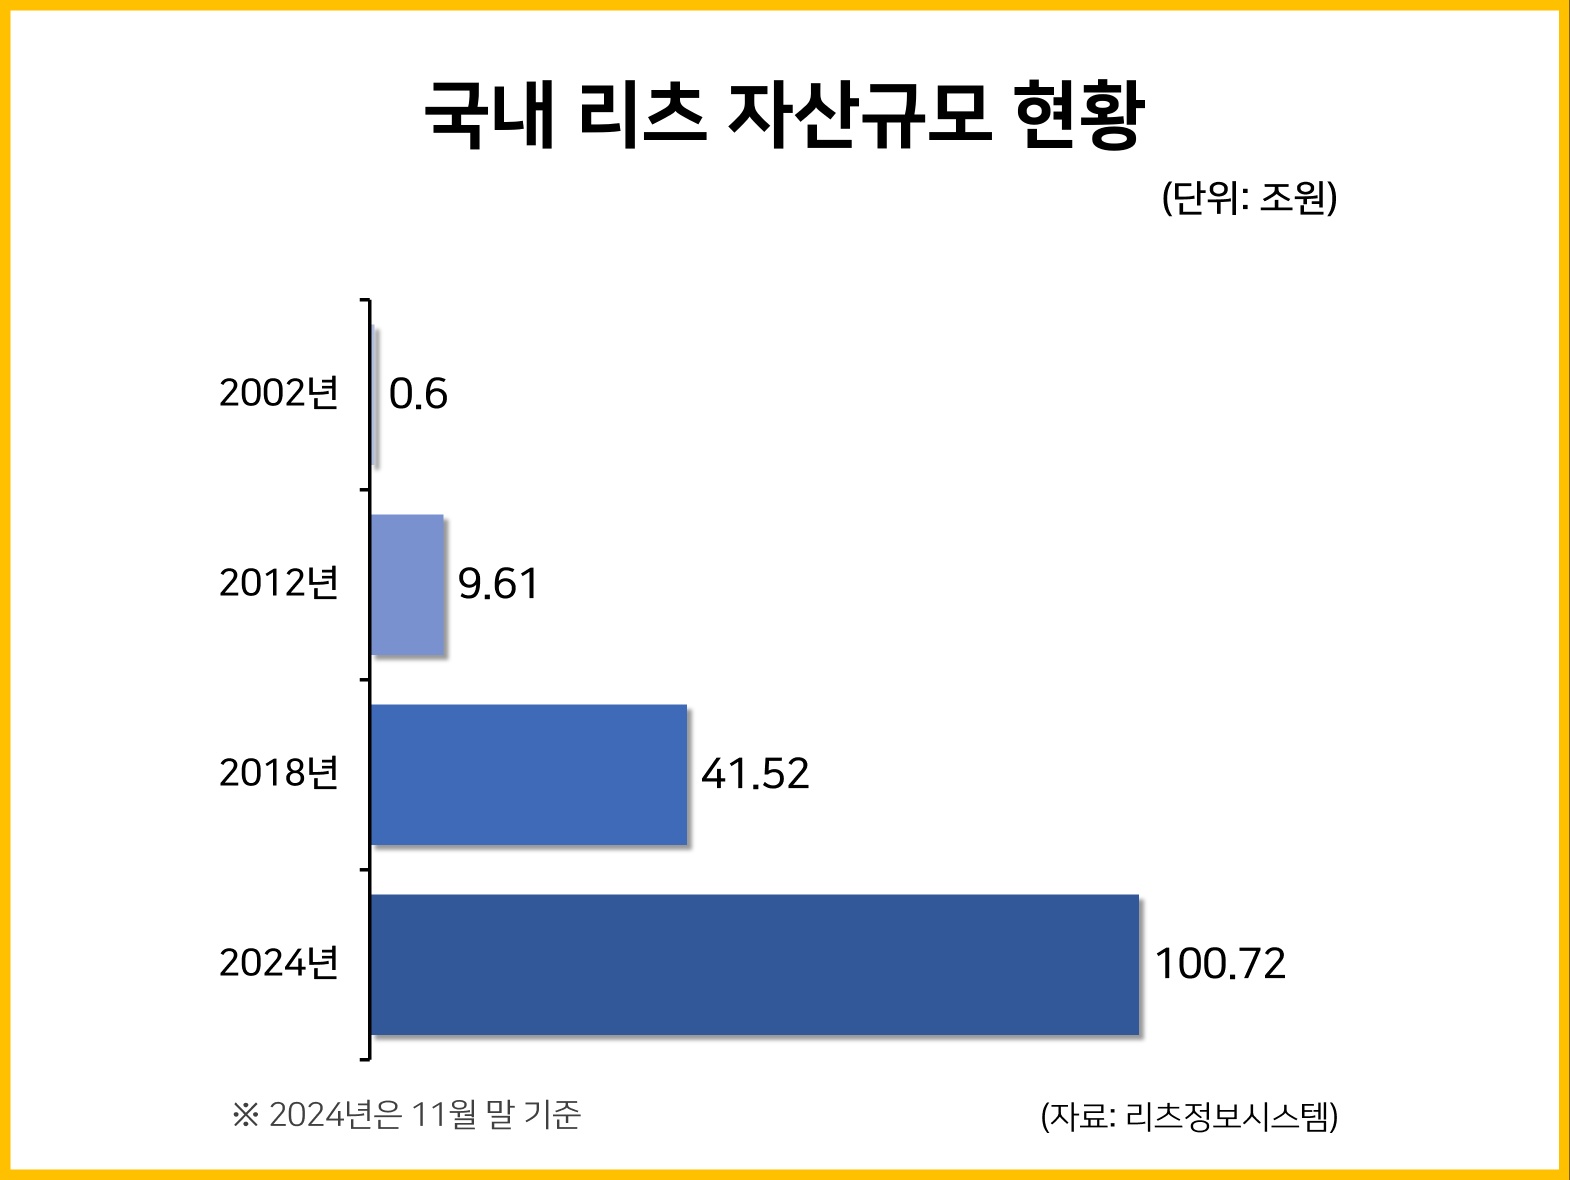 국내 리츠 자산규모 현황
(단위: 조원)
2002년 0.6
2012년 9.61
2018년 41.52
2024년 100.72
※ 2024년은 11월 말 기준
(자료: 리츠정보시스템)